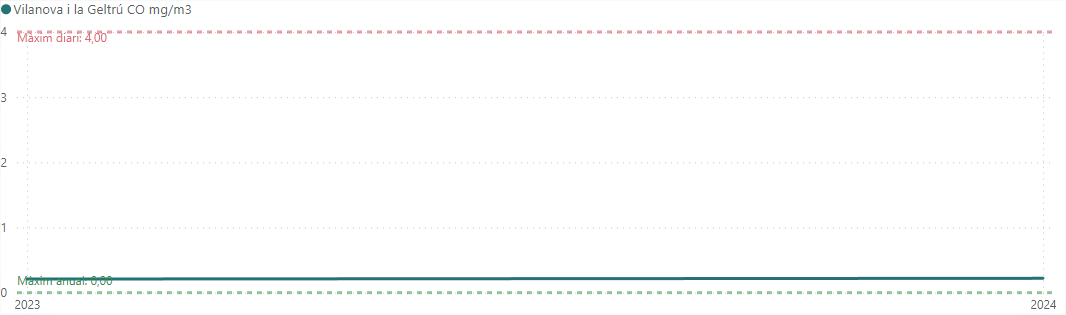 Vilanova i la Geltrú CO mg/m3
4
Màxim diari: 4,00
3
2
1
Màxim anual: 0,00
0
2023 2024